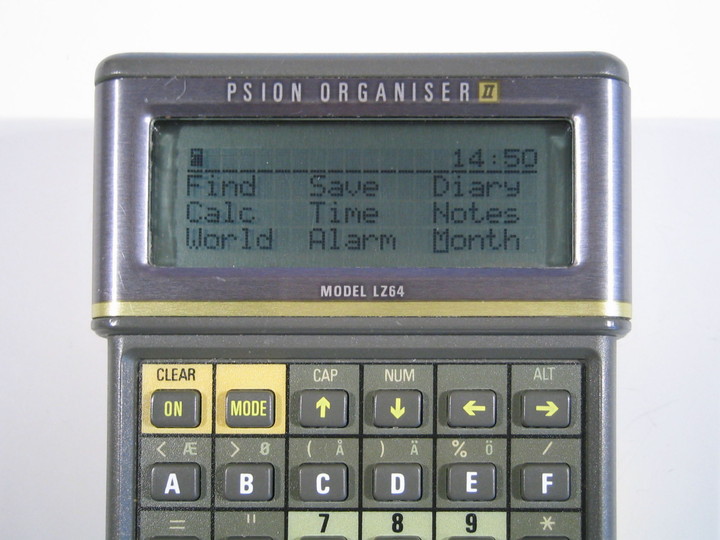 PSION ORGANISER II
14:50
Find Save Diary
Calc Time Notes
World Alarm Month
MODEL LZ64
CLEAR CAP NUM ALT
ON MODE ↑ ↓ ← →
< Æ > Ø ( Å ) Ä % Ö /
A B C D E F
= " 7 8 9 *